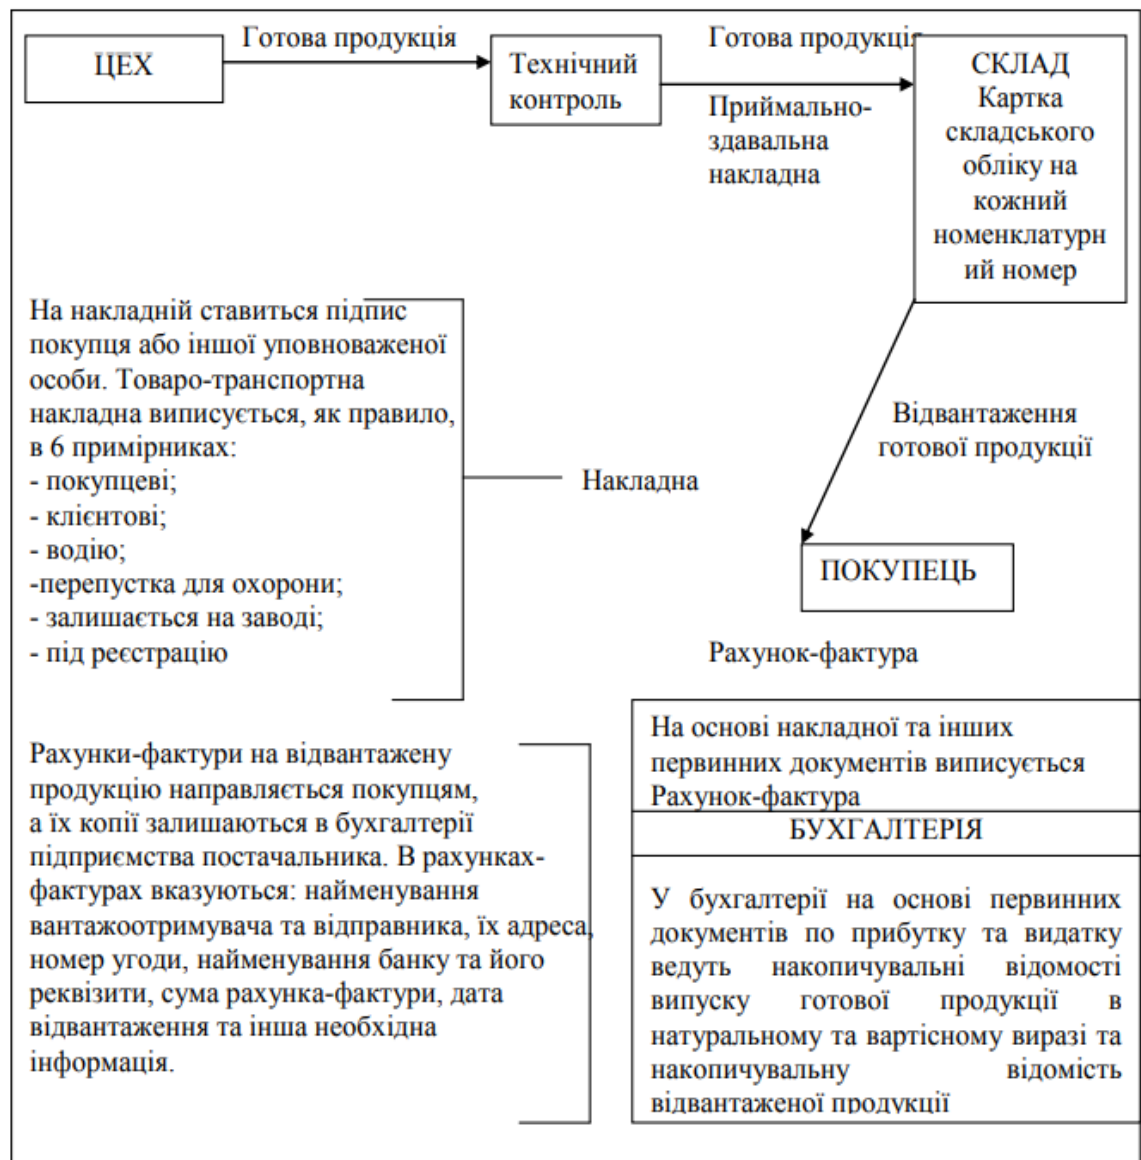 ЦЕХ
Готова продукція
Технічний
контроль
Готова продукція
Приймально-
здавальна
накладна
СКЛАД
Картка
складського
обліку на
кожний
номенклатурн
ий номер
На накладній ставиться підпис
покупця або іншої уповноваженої
особи. Товаро-транспортна
накладна виписується, як правило,
в 6 примірниках:
- покупцеві;
- клієнтові;
- водію;
-перепустка для охорони;
- залишається на заводі;
- під реєстрацію
Накладна
Відвантаження
готової продукції
ПОКУПЕЦЬ
Рахунок-фактура
Рахунки-фактури на відвантажену
продукцію направляється покупцям,
а їх копії залишаються в бухгалтерії
підприємства постачальника. В рахунках-
фактурах вказуються: найменування
вантажоотримувача та відправника, їх адреса,
номер угоди, найменування банку та його
реквізити, сума рахунка-фактури, дата
відвантаження та інша необхідна
інформація.
На основі накладної та інших
первинних документів виписується
Рахунок-фактура
БУХГАЛТЕРІЯ
У бухгалтерії на основі первинних
документів по прибутку та видатку
ведуть накопичувальні відомості
випуску готової продукції в
натуральному та вартісному виразі та
накопичувальну відомість
відвантаженої продукції